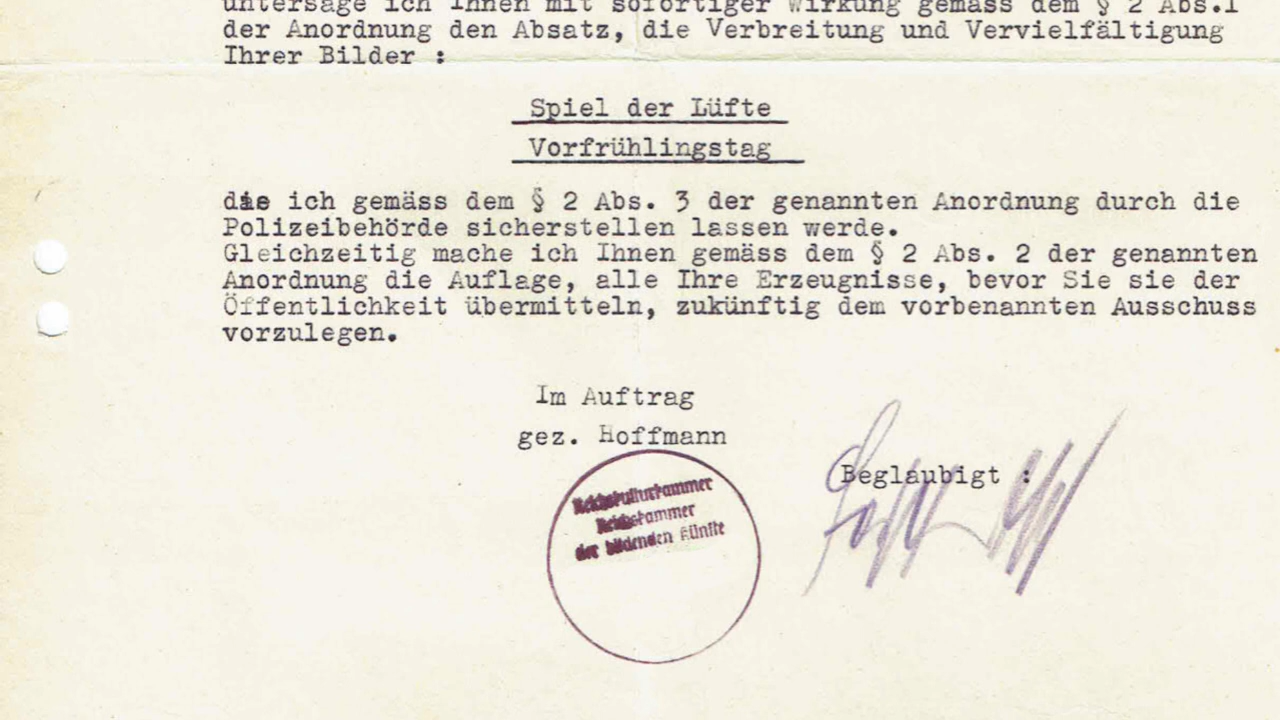 untersage ich Ihnen mit sofortiger Wirkung gemäss dem § 2 Abs.1
der Anordnung den Absatz, die Verbreitung und Vervielfältigung
Ihrer Bilder :
Spiel der Lüfte
Vorfrühlingstag
die ich gemäss dem § 2 Abs. 3 der genannten Anordnung durch die
Polizeibehörde sicherstellen lassen werde.
Gleichzeitig mache ich Ihnen gemäss dem § 2 Abs. 2 der genannten
Anordnung die Auflage, alle Ihre Erzeugnisse, bevor Sie sie der
Öffentlichkeit übermitteln, zukünftig dem vorbenannten Ausschuss
vorzulegen.
Im Auftrag
gez. Hoffmann
Beglaubigt :
Reichskulturkammer
Reichskammer
der bildenden Künste